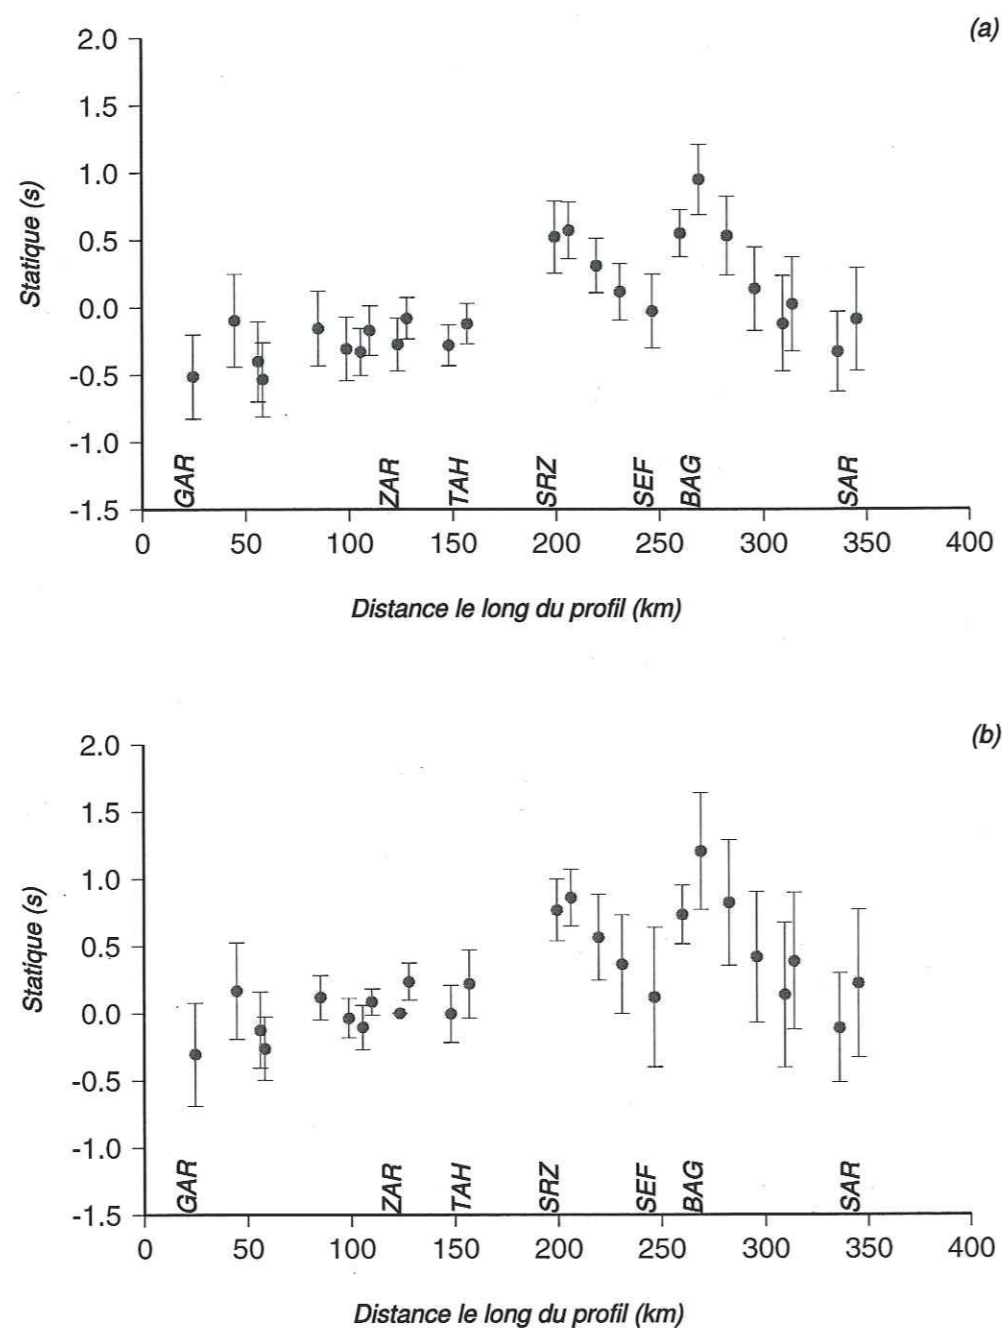 (a)
2.0
1.5
1.0
0.5
0.0
-0.5
-1.0
-1.5
Statique (s)
GAR
ZAR
TAH
SRZ
SEF
BAG
SAR
0 50 100 150 200 250 300 350 400
Distance le long du profil (km)
(b)
2.0
1.5
1.0
0.5
0.0
-0.5
-1.0
-1.5
Statique (s)
GAR
ZAR
TAH
SRZ
SEF
BAG
SAR
0 50 100 150 200 250 300 350 400
Distance le long du profil (km)